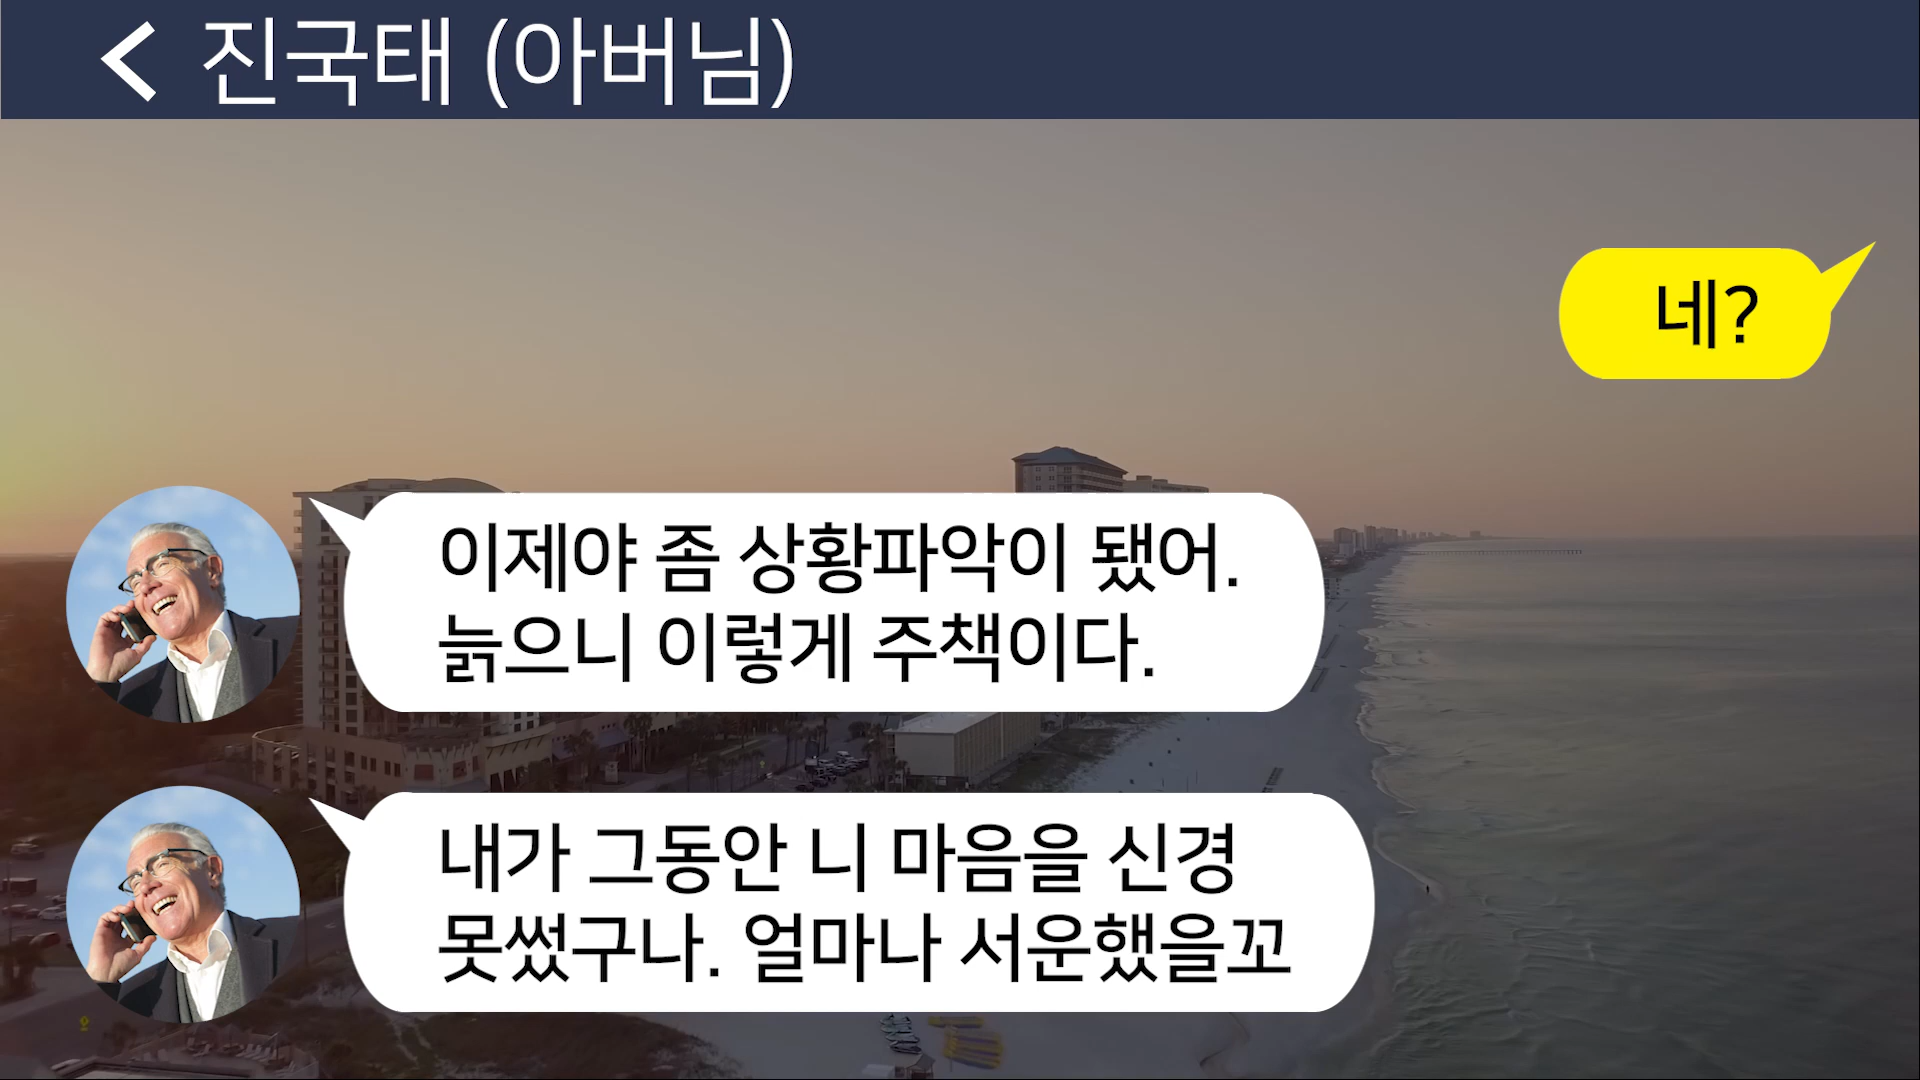 진국태 (아버님)
네?
이제야 좀 상황파악이 됐어.
늙으니 이렇게 주책이다.
내가 그동안 니 마음을 신경
못썼구나. 얼마나 서운했을꼬